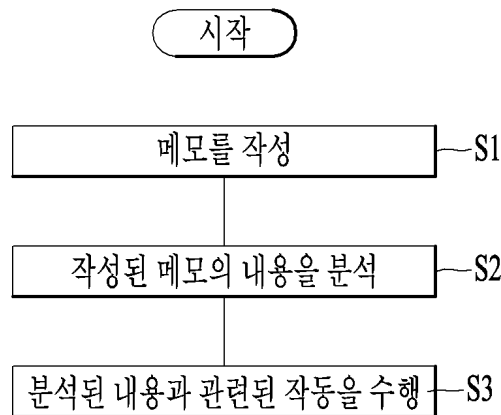 시작
메모를 작성
S1
작성된 메모의 내용을 분석
S2
분석된 내용과 관련된 작동을 수행
S3